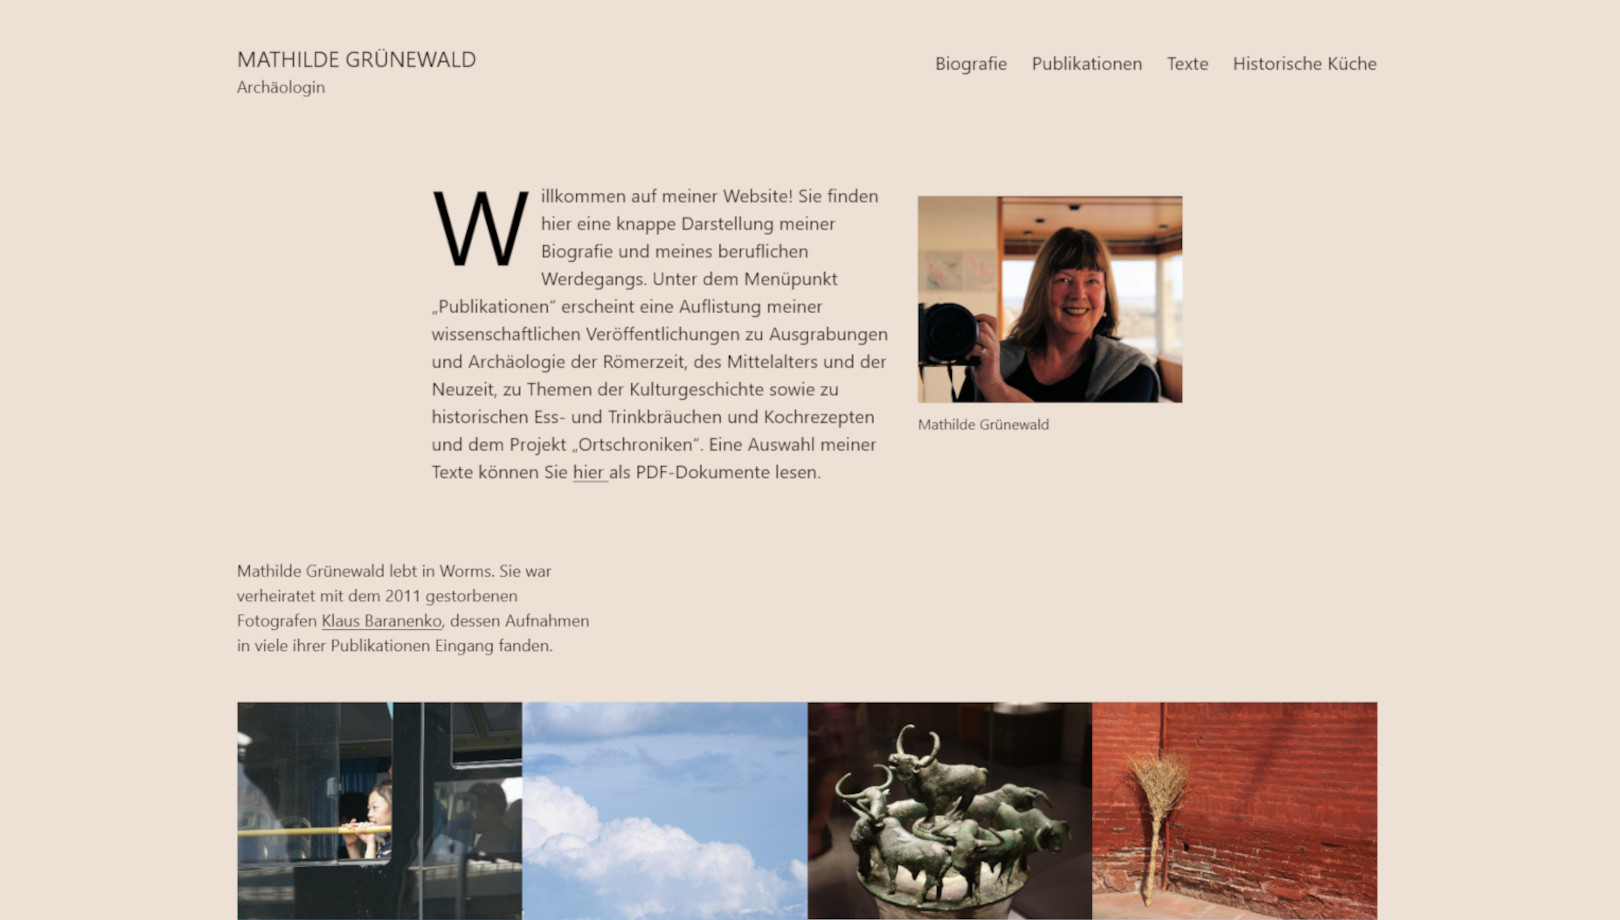 MATHILDE GRÜNEWALD
Archäologin
Biografie Publikationen Texte Historische Küche
Willkommen auf meiner Website! Sie finden
hier eine knappe Darstellung meiner
Biografie und meines beruflichen
Werdegangs. Unter dem Menüpunkt
„Publikationen“ erscheint eine Auflistung meiner
wissenschaftlichen Veröffentlichungen zu Ausgrabungen
und Archäologie der Römerzeit, des Mittelalters und der
Neuzeit, zu Themen der Kulturgeschichte sowie zu
historischen Ess- und Trinkbräuchen und Kochrezepten
und dem Projekt „Ortschroniken“. Eine Auswahl meiner
Texte können Sie hier als PDF-Dokumente lesen.
Mathilde Grünewald
Mathilde Grünewald lebt in Worms. Sie war
verheiratet mit dem 2011 gestorbenen
Fotografen Klaus Baranenko, dessen Aufnahmen
in viele ihrer Publikationen Eingang fanden.